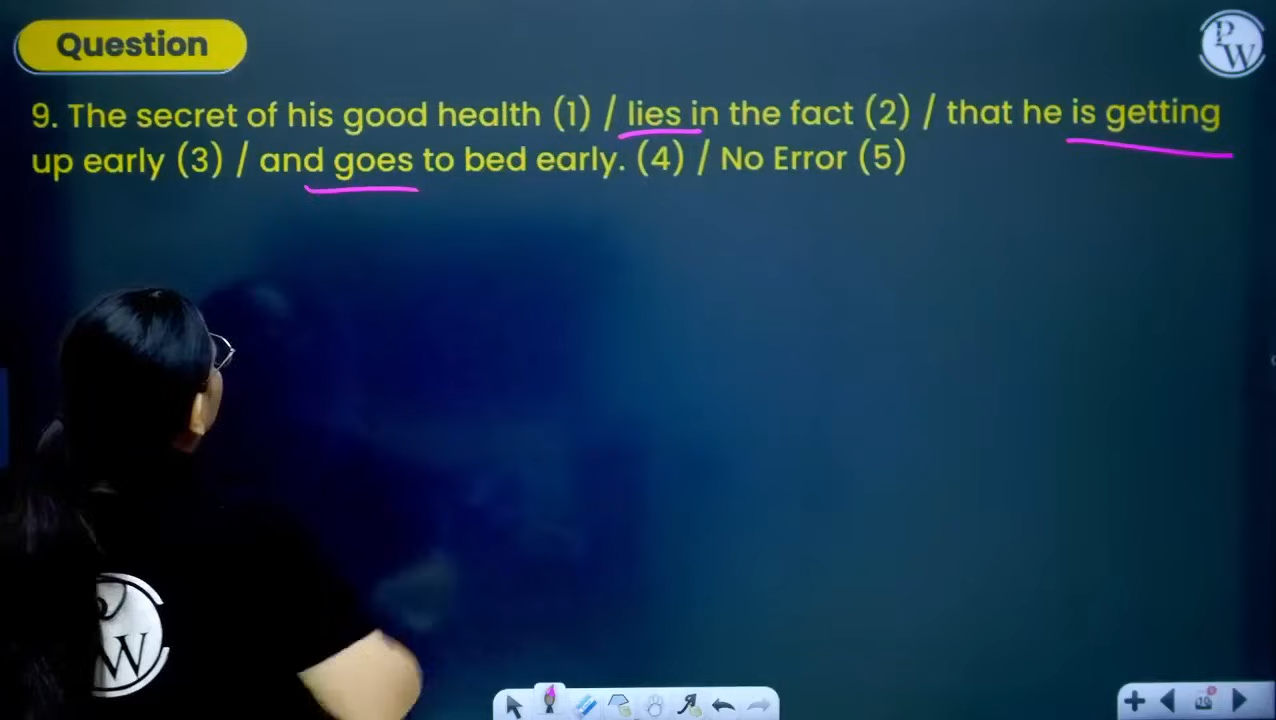 Question
PW
9. The secret of his good health (1) / lies in the fact (2) / that he is getting
up early (3) / and goes to bed early. (4) / No Error (5)
W